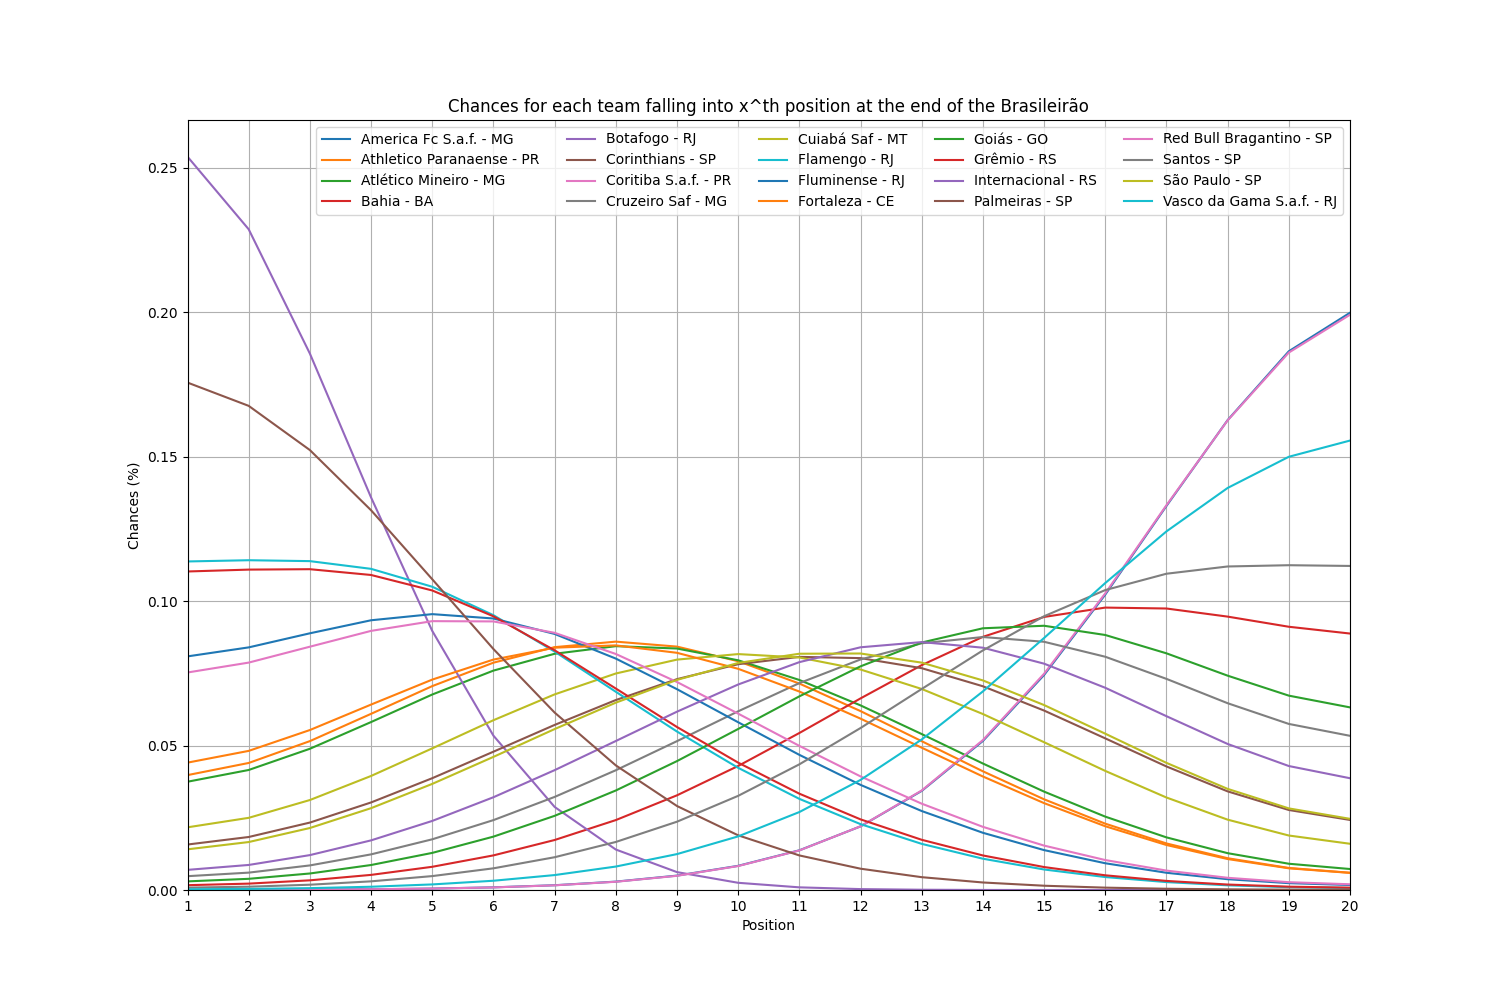 Chances for each team falling into x^th position at the end of the Brasileirão
America Fc S.a.f. - MG
Athletico Paranaense - PR
Atlético Mineiro - MG
Bahia - BA
Botafogo - RJ
Corinthians - SP
Coritiba S.a.f. - PR
Cruzeiro Saf - MG
Cuiabá Saf - MT
Flamengo - RJ
Fluminense - RJ
Fortaleza - CE
Goiás - GO
Grêmio - RS
Internacional - RS
Palmeiras - SP
Red Bull Bragantino - SP
Santos - SP
São Paulo - SP
Vasco da Gama S.a.f. - RJ
0.25
0.20
0.15
0.10
0.05
0.00
Chances (%)
1 2 3 4 5 6 7 8 9 10 11 12 13 14 15 16 17 18 19 20
Position